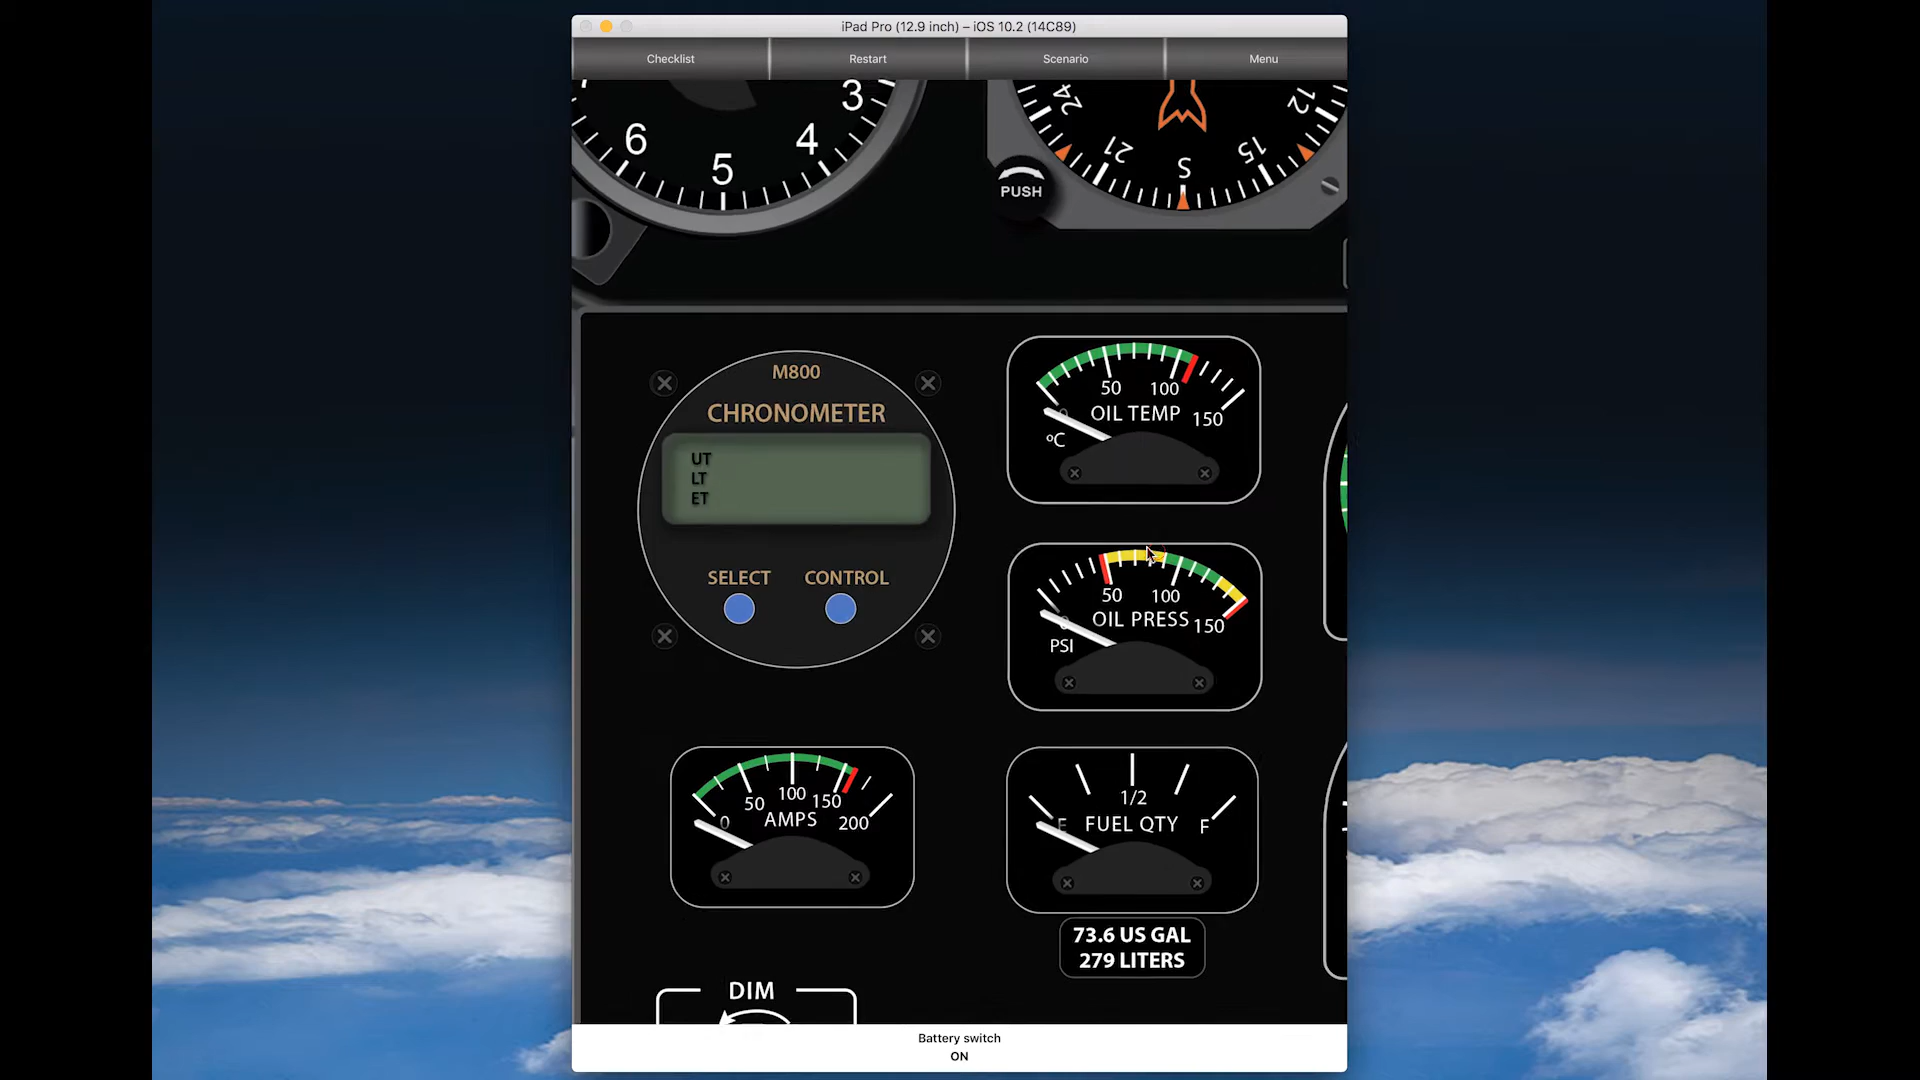 iPad Pro (12.9 inch) – iOS 10.2 (14C89)
Checklist Restart Scenario Menu
3
4
5
6
24
21
S
15
12
PUSH
M800
CHRONOMETER
UT
LT
ET
SELECT CONTROL
0 50 100 150
OIL TEMP
ºC
0 50 100 150
OIL PRESS
PSI
0 50 100 150 200
AMPS
E 1/2 F
FUEL QTY
73.6 US GAL
279 LITERS
DIM
Battery switch
ON